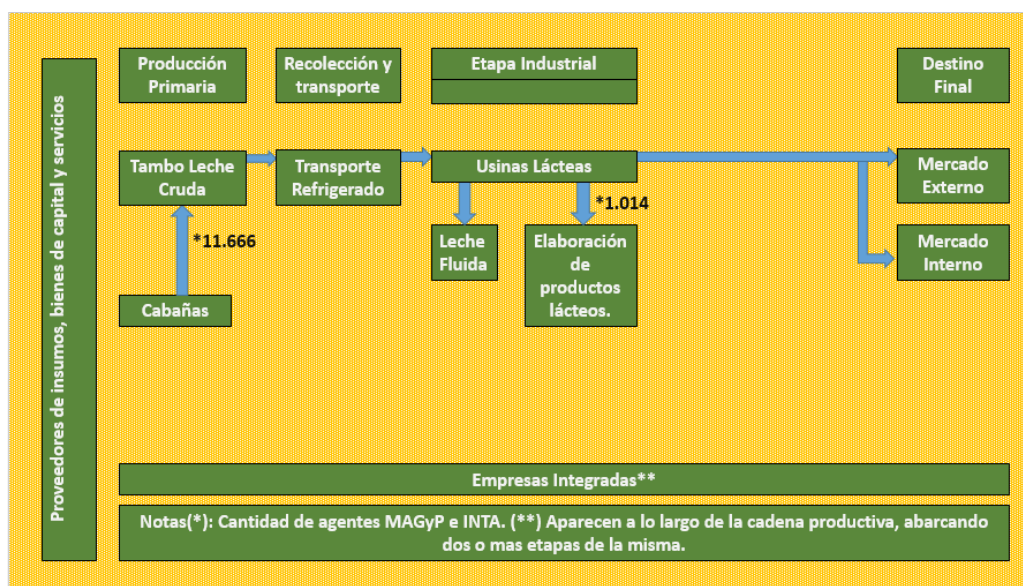 Proveedores de insumos, bienes de capital y servicios
Producción
Primaria
Recolección y
transporte
Etapa Industrial
Destino
Final
Tambo Leche
Cruda
Transporte
Refrigerado
Usinas Lácteas
Mercado
Externo
*11.666
*1.014
Leche
Fluida
Elaboración
de
productos
lácteos.
Mercado
Interno
Cabañas
Empresas Integradas**
Notas(*): Cantidad de agentes MAGyP e INTA. (**) Aparecen a lo largo de la cadena productiva, abarcando
dos o mas etapas de la misma.